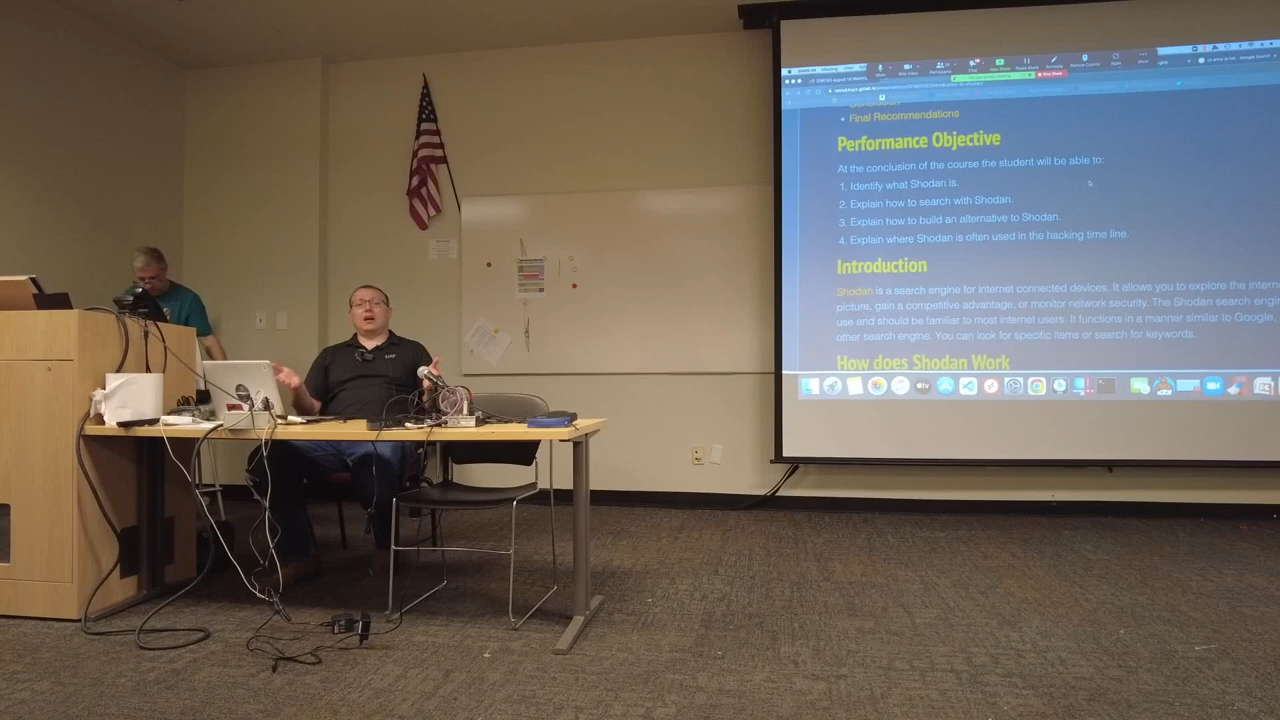 Final Recommendations
Performance Objective
At the conclusion of the course the student will be able to:
1. Identify what Shodan is.
2. Explain how to search with Shodan.
3. Explain how to build an alternative to Shodan.
4. Explain where Shodan is often used in the hacking time line.
Introduction
Shodan is a search engine for internet connected devices. It allows you to explore the
picture, gain a competitive advantage, or monitor network security. The Shodan search
use and should be familiar to most internet users. It functions in a manner similar to Google,
other search engine. You can look for specific items or search for keywords.
How does Shodan Work